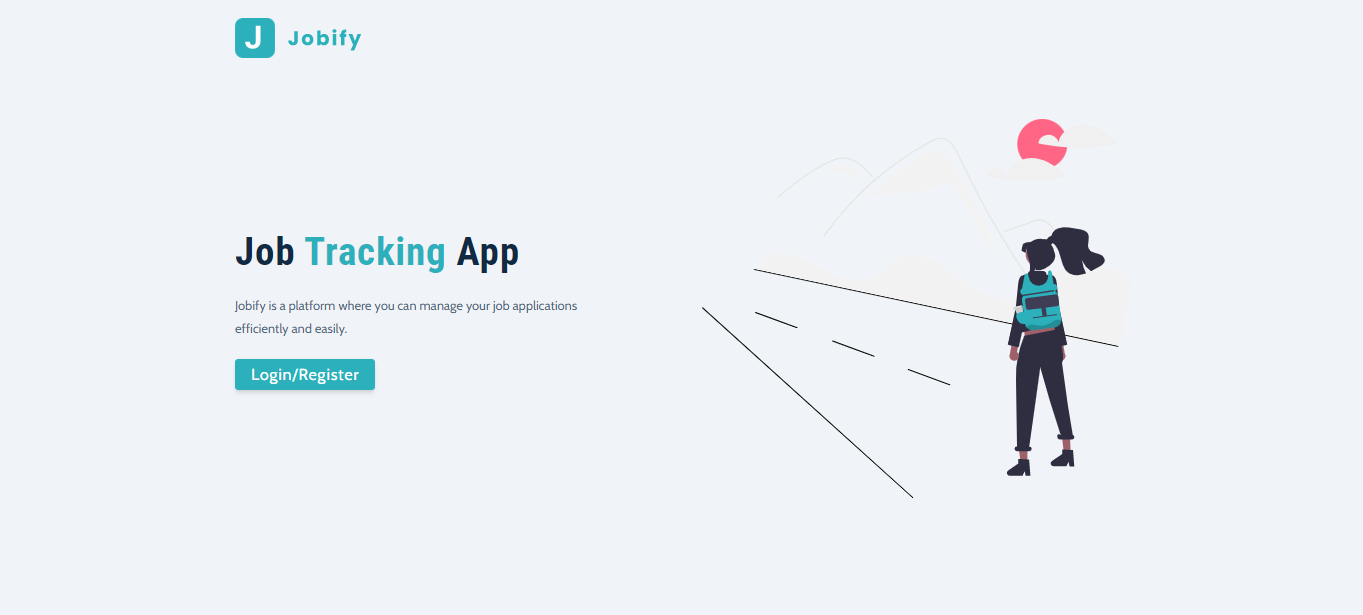 J Jobify
Job Tracking App
Jobify is a platform where you can manage your job applications
efficiently and easily.
Login/Register